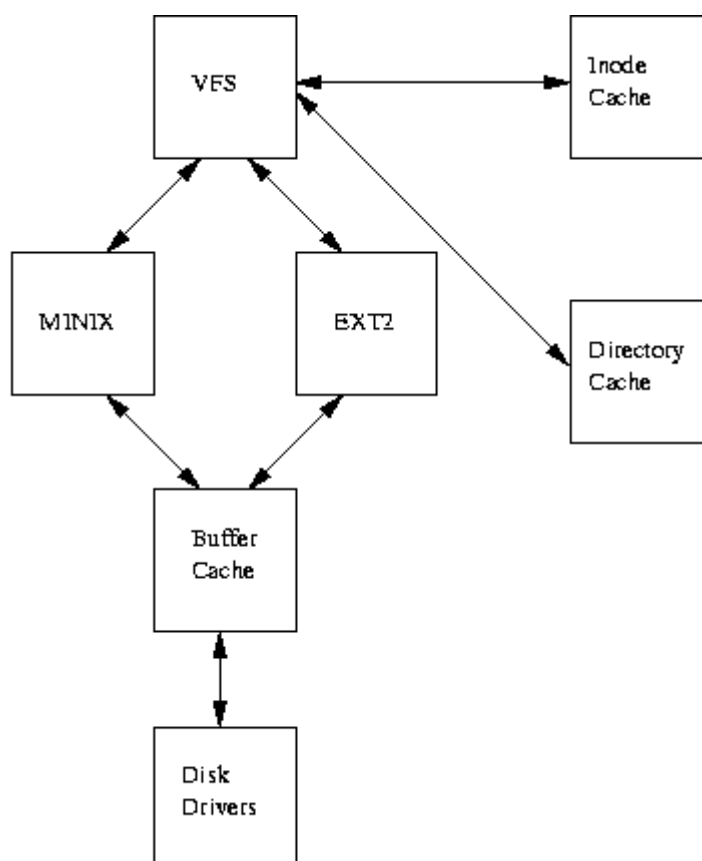 VFS
Inode
Cache
MINIX
EXT2
Directory
Cache
Buffer
Cache
Disk
Drivers